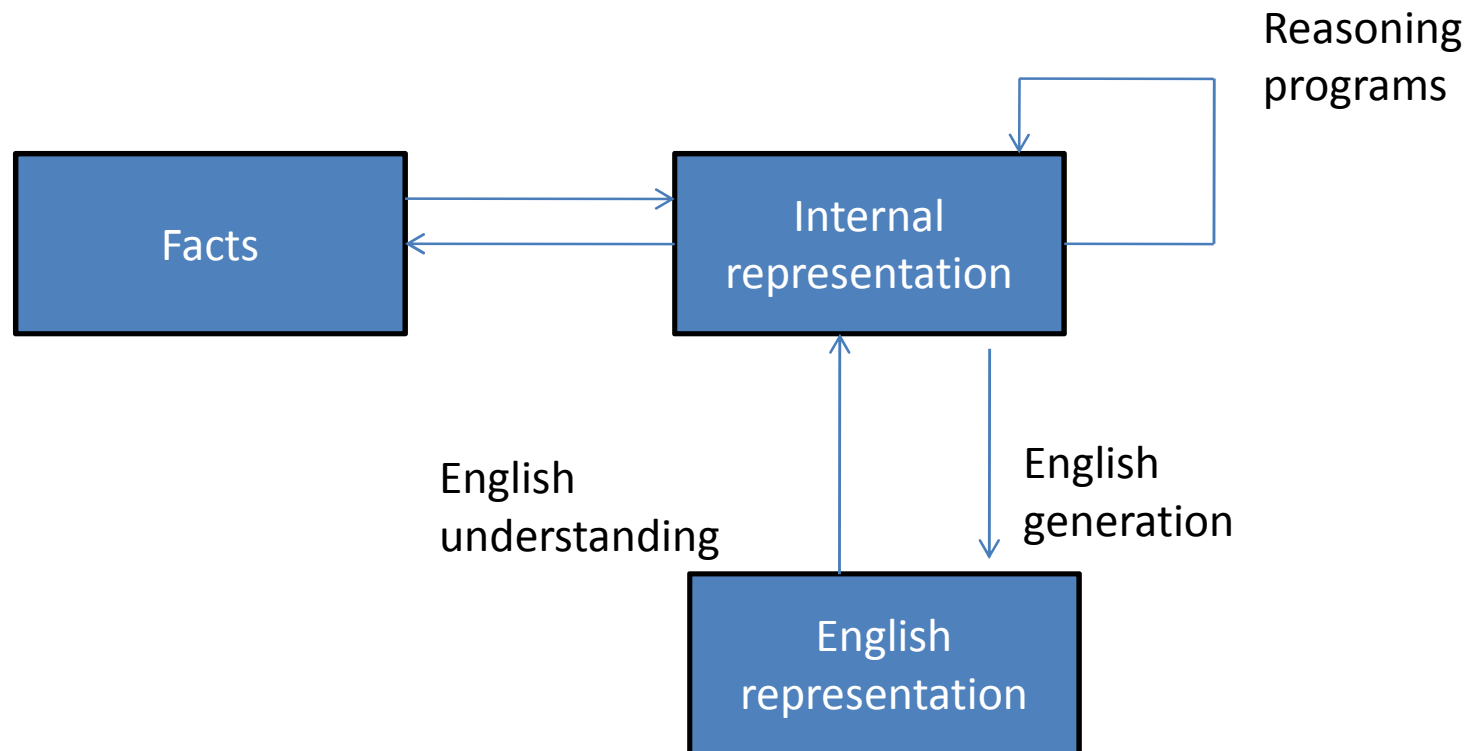 Reasoning
programs
Facts
Internal
representation
English
understanding
English
generation
English
representation